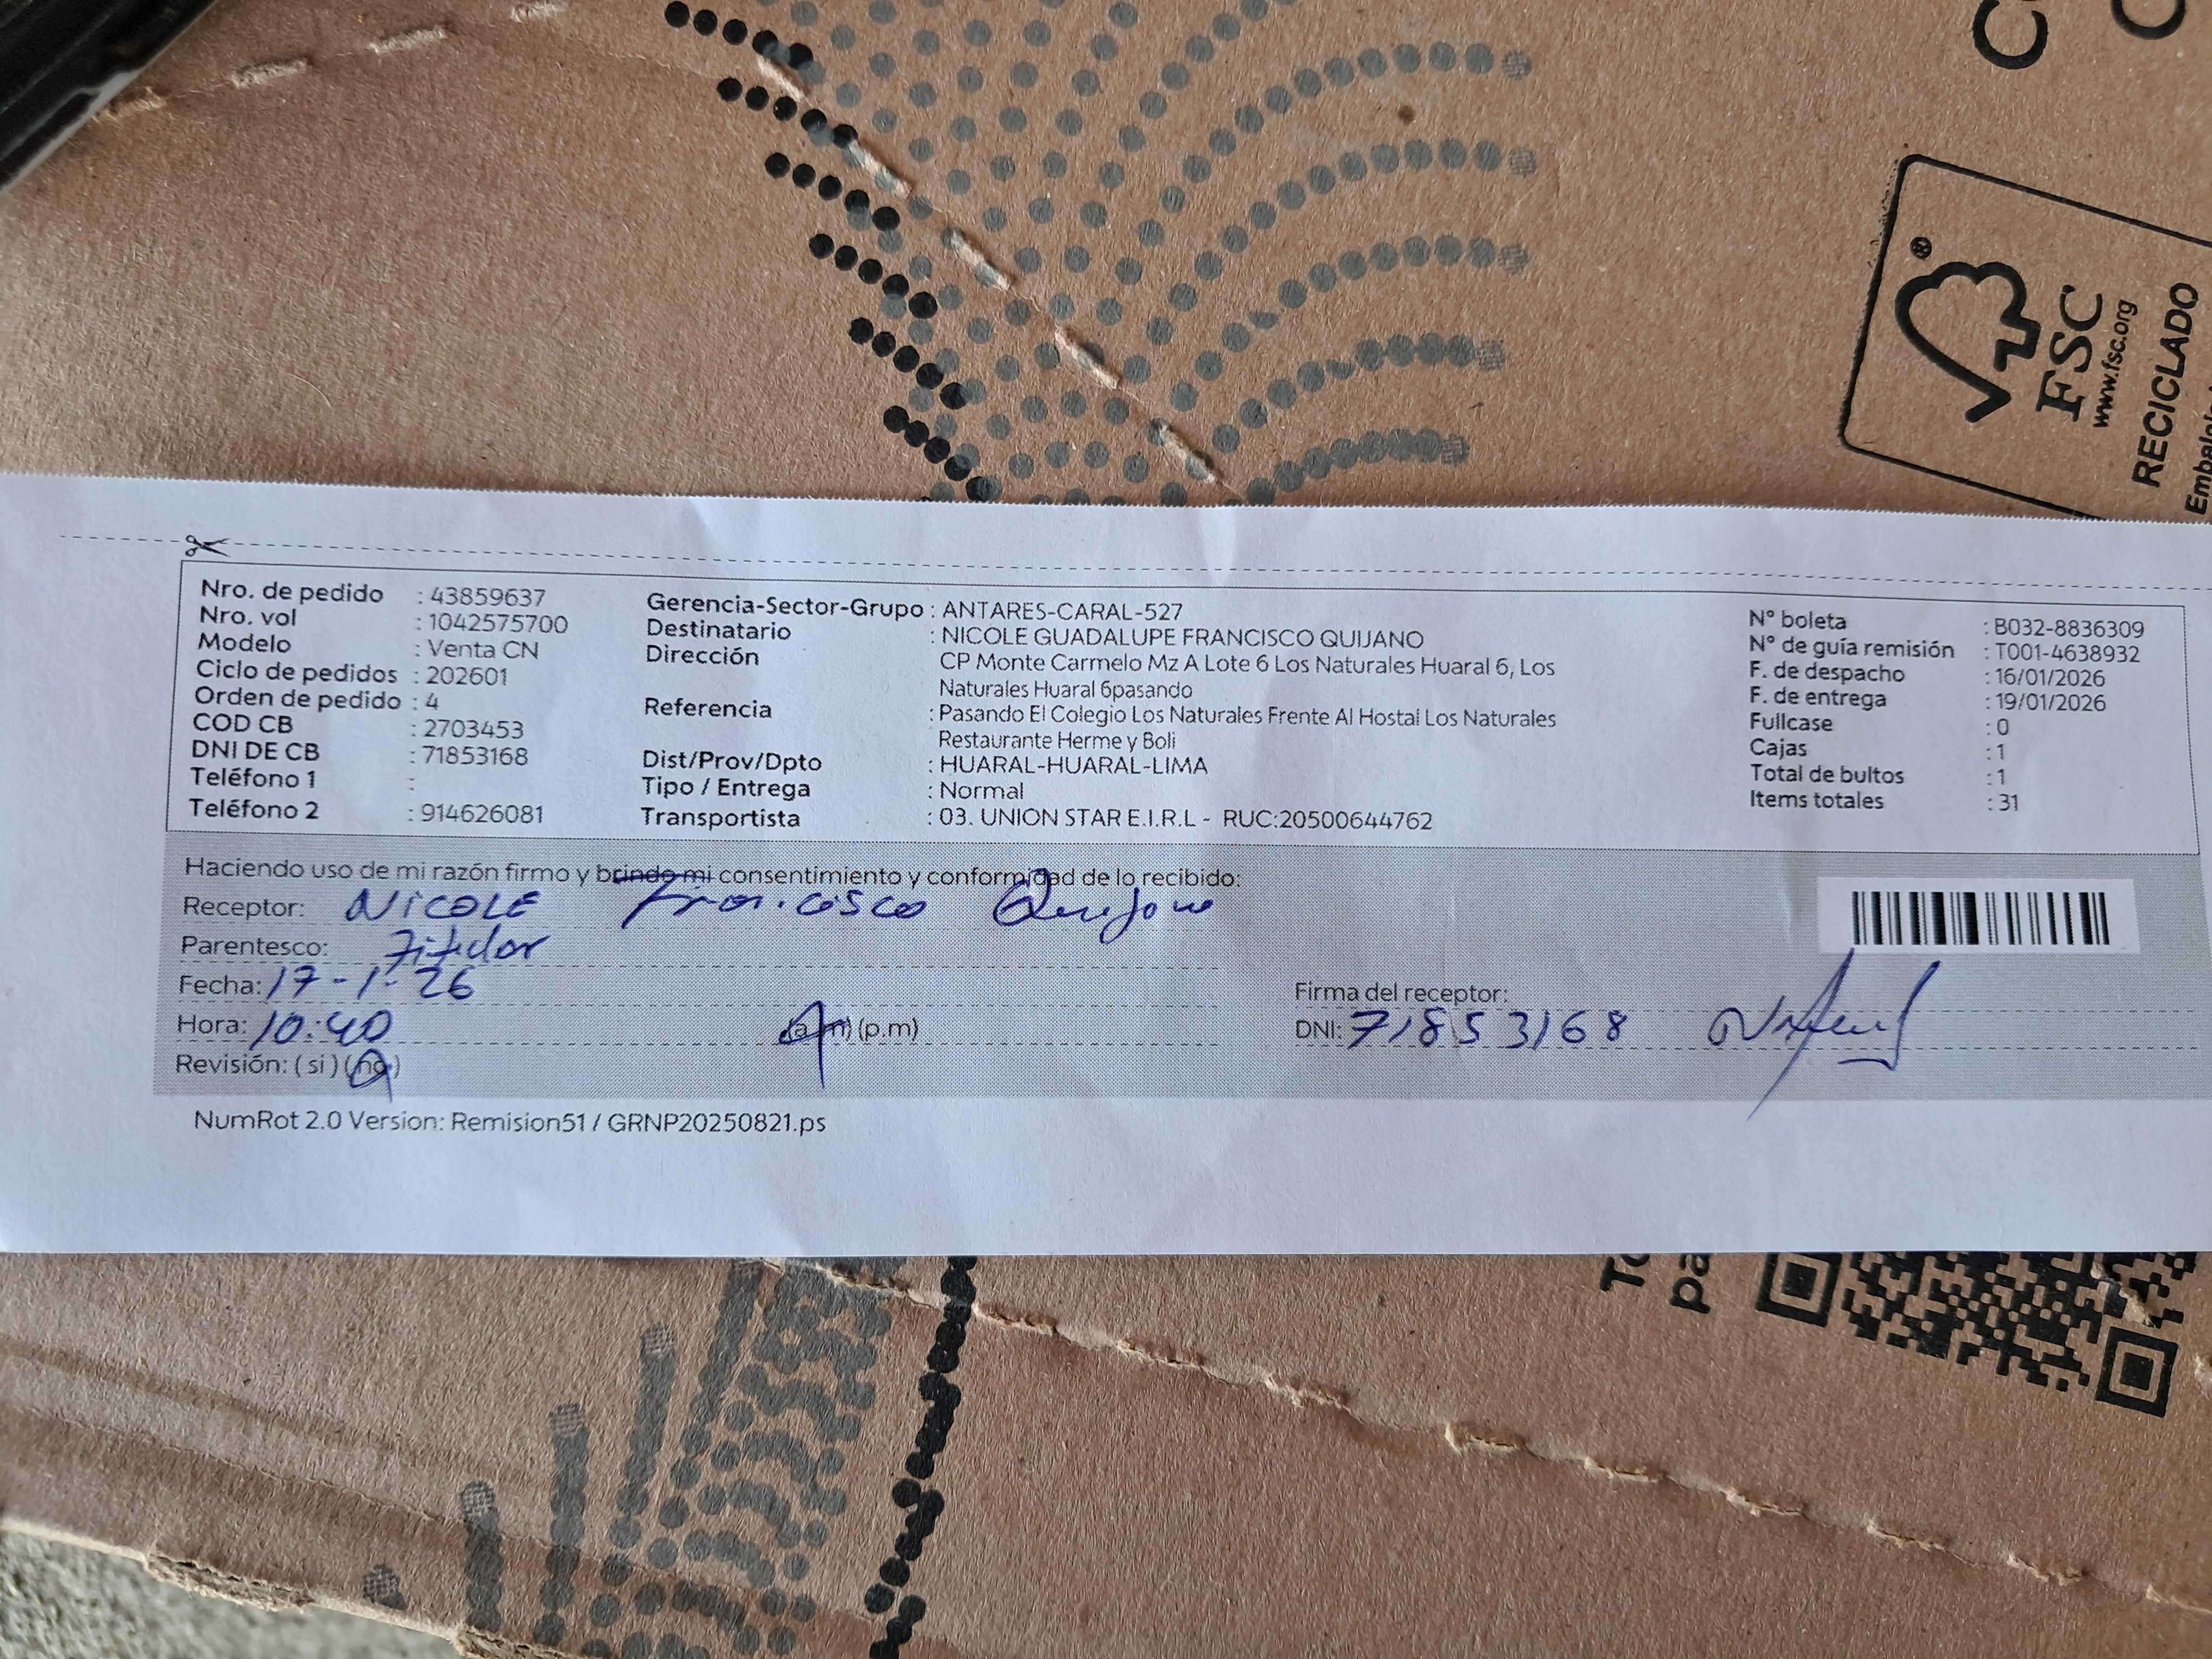 FSC
www.fsc.org
RECICLADO
Nro. de pedido : 43859637
Nro. vol : 1042575700
Modelo : Venta CN
Ciclo de pedidos : 202601
Orden de pedido : 4
COD CB : 2703453
DNI DE CB : 71853168
Teléfono 1 :
Teléfono 2 : 914626081
Gerencia-Sector-Grupo : ANTARES-CARAL-527
Destinatario : NICOLE GUADALUPE FRANCISCO QUIJANO
Dirección CP Monte Carmelo Mz A Lote 6 Los Naturales Huaral 6, Los
Naturales Huaral 6pasando
Referencia : Pasando El Colegio Los Naturales Frente Al Hostal Los Naturales
Restaurante Herme y Boli
Dist/Prov/Dpto : HUARAL-HUARAL-LIMA
Tipo / Entrega : Normal
Transportista : 03. UNION STAR E.I.R.L - RUC:20500644762
N° boleta : B032-8836309
N° de guía remisión : T001-4638932
F. de despacho : 16/01/2026
F. de entrega : 19/01/2026
Fullcase : 0
Cajas : 1
Total de bultos : 1
Items totales : 31
Haciendo uso de mi razón firmo y brindo mi consentimiento y conformidad de lo recibido:
Receptor: NICOLE Francisco Quijano
Parentesco: Titular
Fecha: 17-1-26
Hora: 10:40 (a.m) (p.m)
Revisión: ( si ) ( no )
Firma del receptor:
DNI: 71853168
NumRot 2.0 Version: Remision51 / GRNP20250821.ps